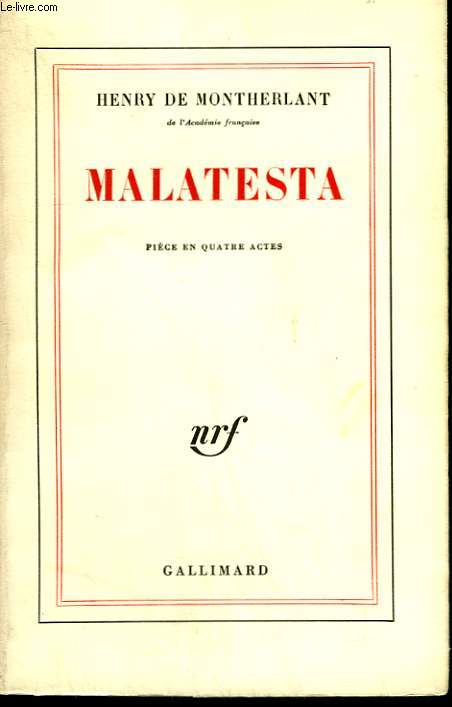 Le-livre.com
HENRY DE MONTHERLANT
de l'Académie française
MALATESTA
PIÈCE EN QUATRE ACTES
nrf
GALLIMARD